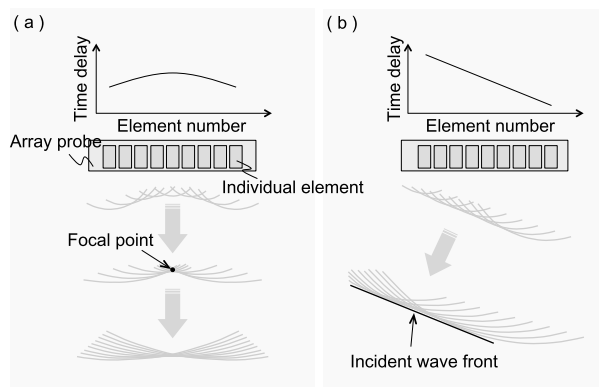 ( a )
Time delay
Element number
Array probe
Individual element
Focal point
( b )
Time delay
Element number
Incident wave front